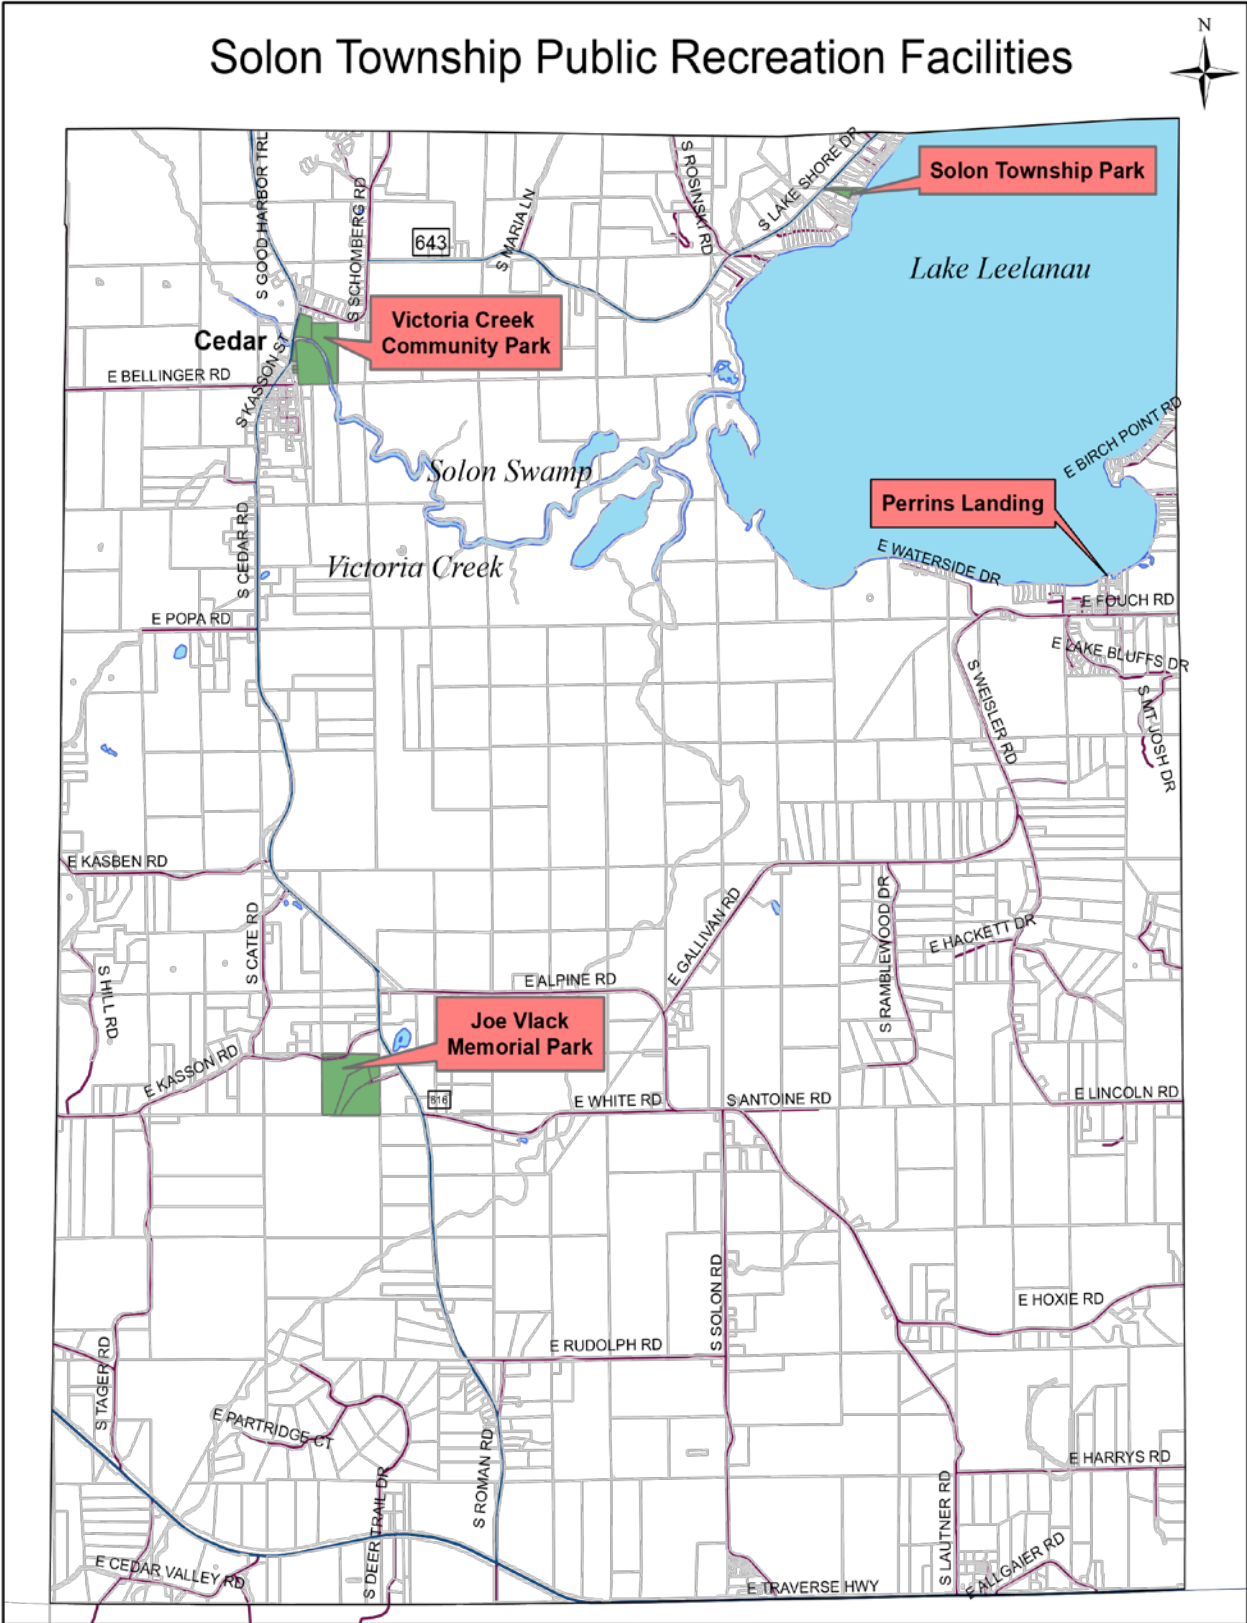 N
Solon Township Public Recreation Facilities
S GOOD HARBOR TRL
S SCHOMBERG RD
643
S MARIA LN
S ROSINSKI RD
S LAKE SHORE DR
Solon Township Park
Lake Leelanau
Cedar
Victoria Creek
Community Park
S KASSON ST
E BELLINGER RD
E BIRCH POINT RD
Solon Swamp
Perrins Landing
S CEDAR RD
Victoria Creek
E WATERSIDE DR
E FOUCH RD
E POPA RD
E LAKE BLUFFS DR
S WEISLER RD
S MT JOSH DR
E KASBEN RD
S CATE RD
E GALLIVAN RD
S RAMBLEWOOD DR
E HACKETT DR
S HILL RD
E ALPINE RD
Joe Vlack
Memorial Park
E KASSON RD
616
E WHITE RD
S ANTOINE RD
E LINCOLN RD
S SOLON RD
E HOXIE RD
E RUDOLPH RD
S TAGER RD
E PARTRIDGE CT
S ROMAN RD
E HARRYS RD
S DEER TRAIL DR
S LAUTNER RD
E CEDAR VALLEY RD
E TRAVERSE HWY
E ALLGAIER RD